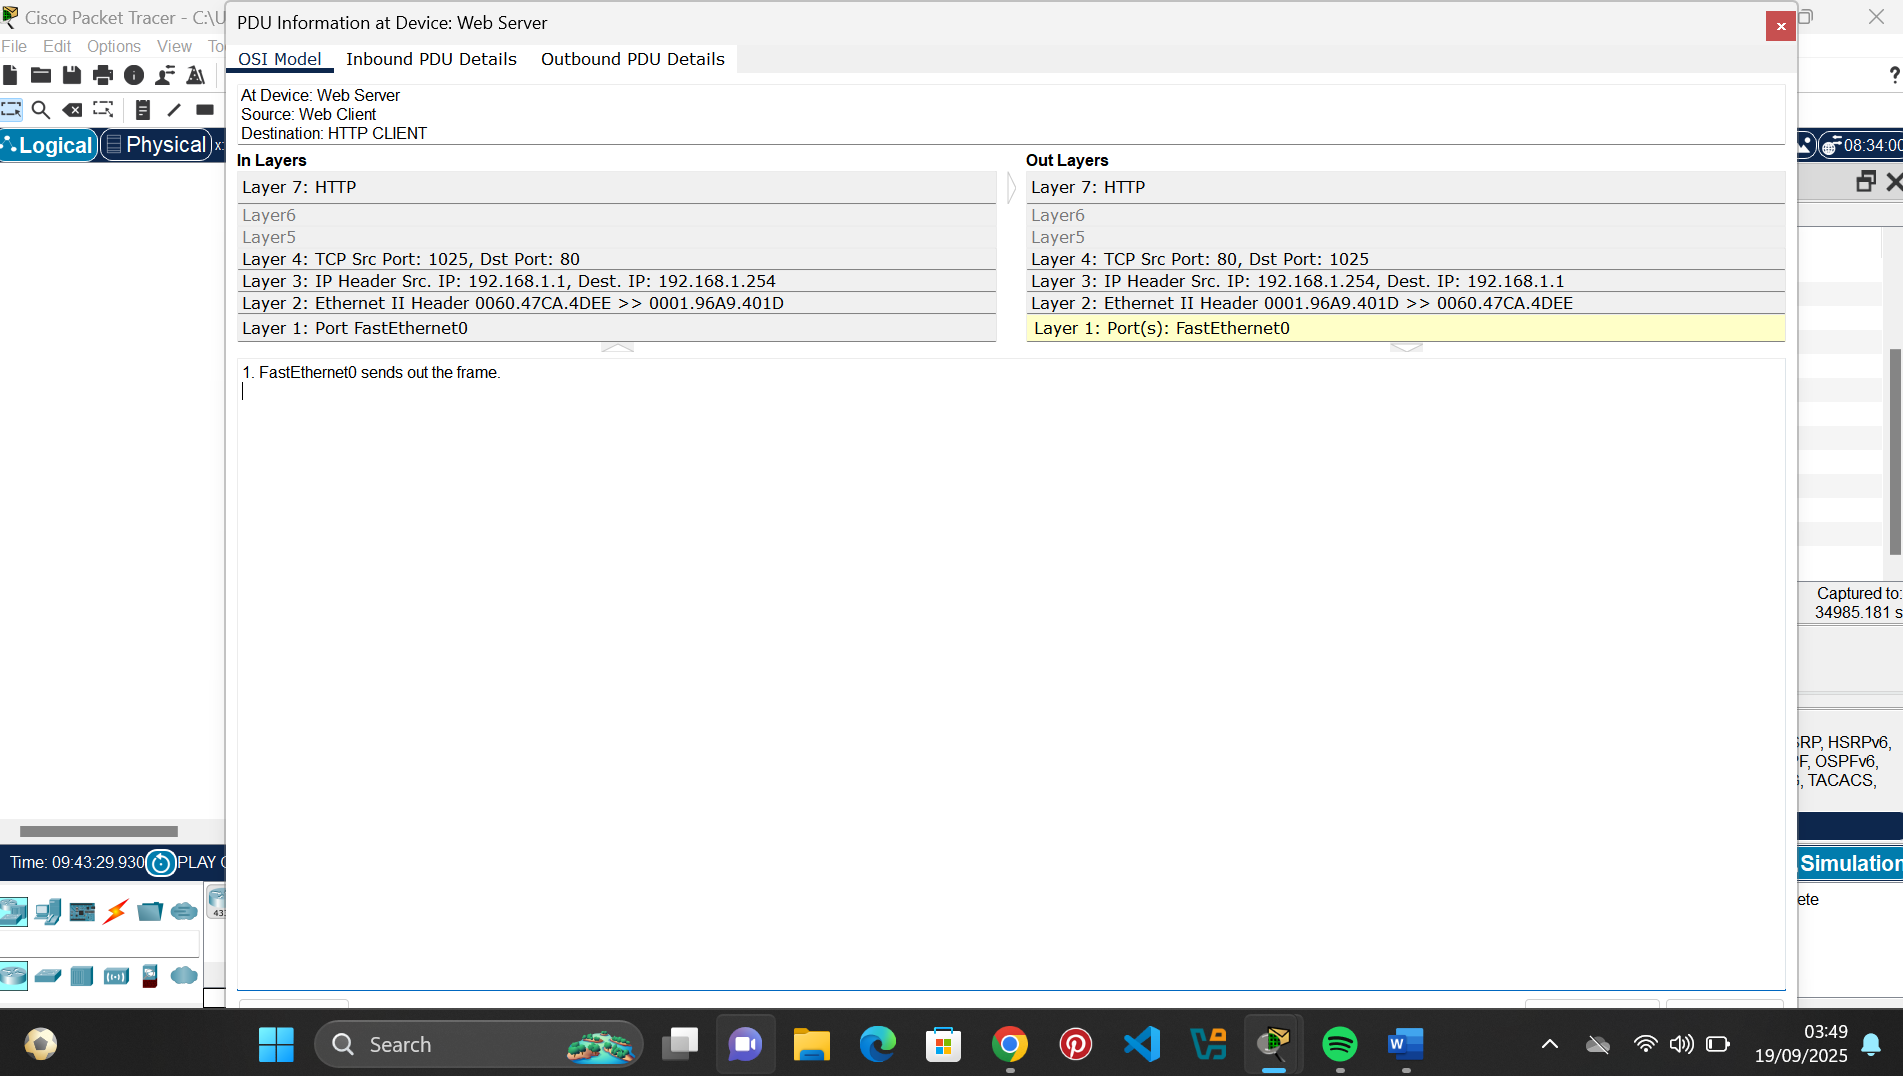 Cisco Packet Tracer - C:\U
PDU Information at Device: Web Server
File Edit Options View To
OSI Model Inbound PDU Details Outbound PDU Details
?
At Device: Web Server
Source: Web Client
Destination: HTTP CLIENT
Logical Physical x:
08:34:00
In Layers
Layer 7: HTTP
Layer6
Layer5
Layer 4: TCP Src Port: 1025, Dst Port: 80
Layer 3: IP Header Src. IP: 192.168.1.1, Dest. IP: 192.168.1.254
Layer 2: Ethernet II Header 0060.47CA.4DEE >> 0001.96A9.401D
Layer 1: Port FastEthernet0
Out Layers
Layer 7: HTTP
Layer6
Layer5
Layer 4: TCP Src Port: 80, Dst Port: 1025
Layer 3: IP Header Src. IP: 192.168.1.254, Dest. IP: 192.168.1.1
Layer 2: Ethernet II Header 0001.96A9.401D >> 0060.47CA.4DEE
Layer 1: Port(s): FastEthernet0
1. FastEthernet0 sends out the frame.
Captured to:
34985.181 s
SRP, HSRPv6,
F, OSPFv6,
, TACACS,
Time: 09:43:29.930 PLAY C
Simulation
43
ete
Search
W
03:49
19/09/2025